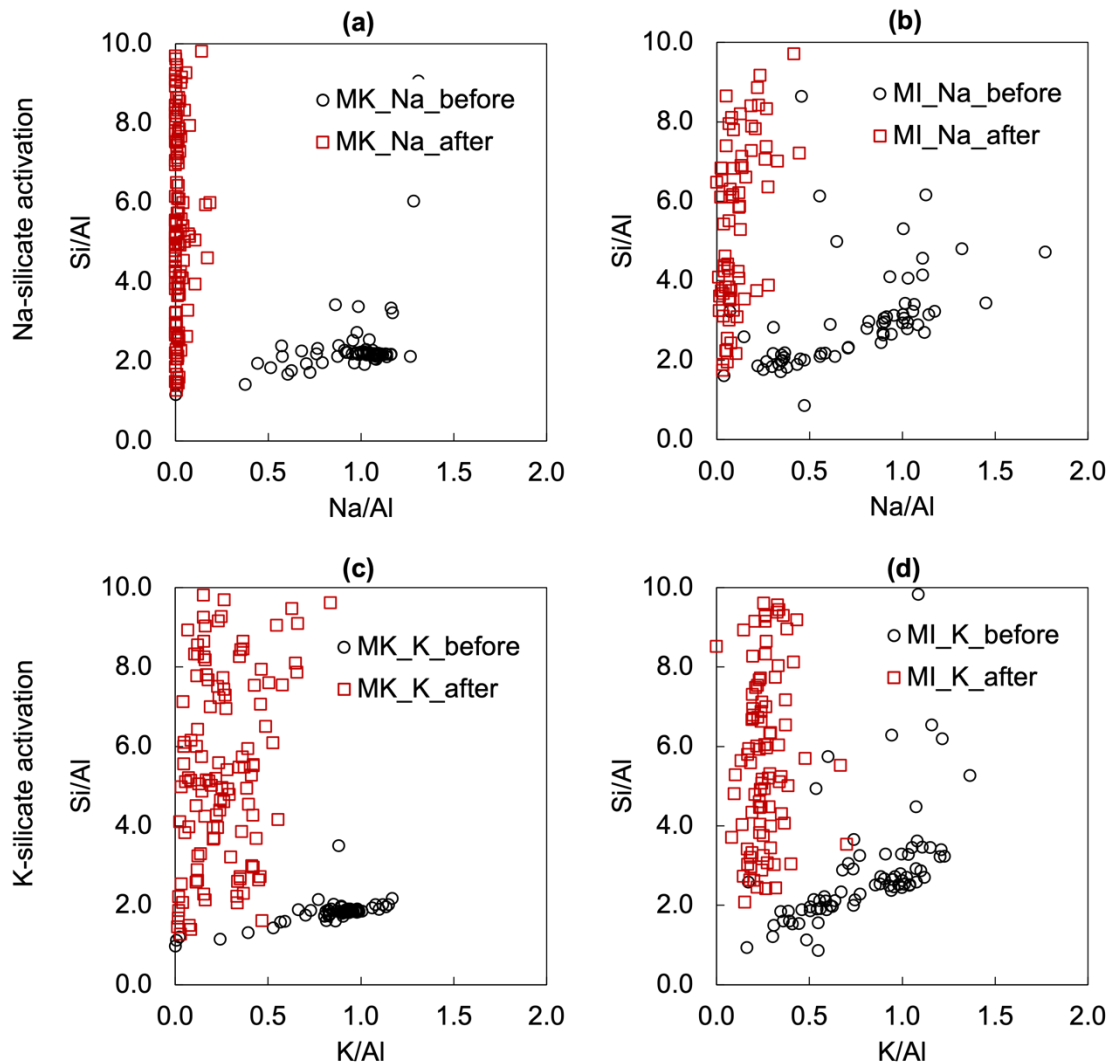 (a)
(b)
Na-silicate activation
Si/Al
10.0
8.0
6.0
4.0
2.0
0.0
MK_Na_before
MK_Na_after
0.0 0.5 1.0 1.5 2.0
Na/Al
Si/Al
10.0
8.0
6.0
4.0
2.0
0.0
MI_Na_before
MI_Na_after
0.0 0.5 1.0 1.5 2.0
Na/Al
(c)
(d)
K-silicate activation
Si/Al
10.0
8.0
6.0
4.0
2.0
0.0
MK_K_before
MK_K_after
0.0 0.5 1.0 1.5 2.0
K/Al
Si/Al
10.0
8.0
6.0
4.0
2.0
0.0
MI_K_before
MI_K_after
0.0 0.5 1.0 1.5 2.0
K/Al